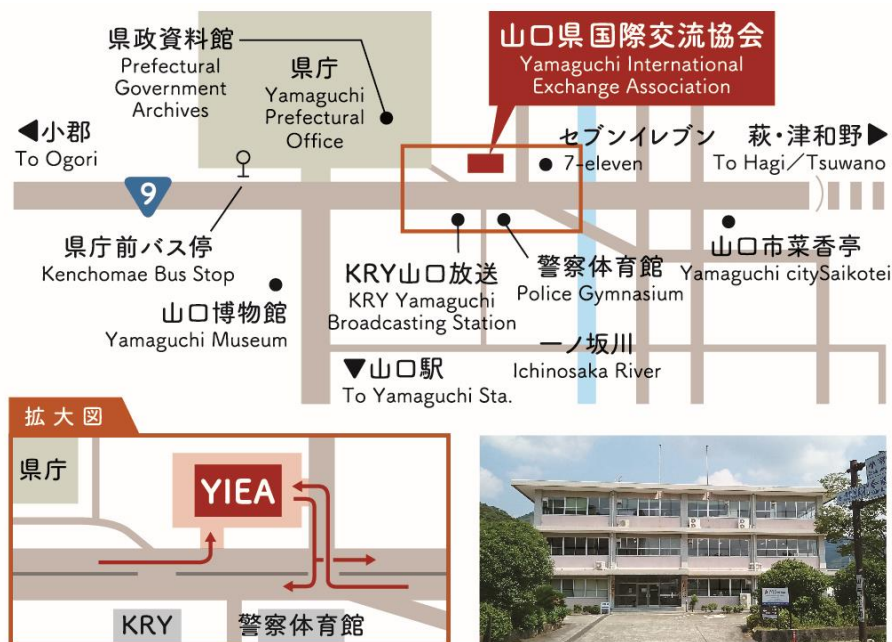 県政資料館
Prefectural
Government
Archives
県庁
Yamaguchi
Prefectural
Office
山口県国際交流協会
Yamaguchi International
Exchange Association
◀小郡
To Ogori
セブンイレブン
7-eleven
萩・津和野▶
To Hagi／Tsuwano
9
県庁前バス停
Kenchomae Bus Stop
山口博物館
Yamaguchi Museum
KRY山口放送
KRY Yamaguchi
Broadcasting Station
警察体育館
Police Gymnasium
山口市菜香亭
Yamaguchi citySaikotei
一ノ坂川
Ichinosaka River
▼山口駅
To Yamaguchi Sta.
拡大図
県庁
YIEA
KRY
警察体育館